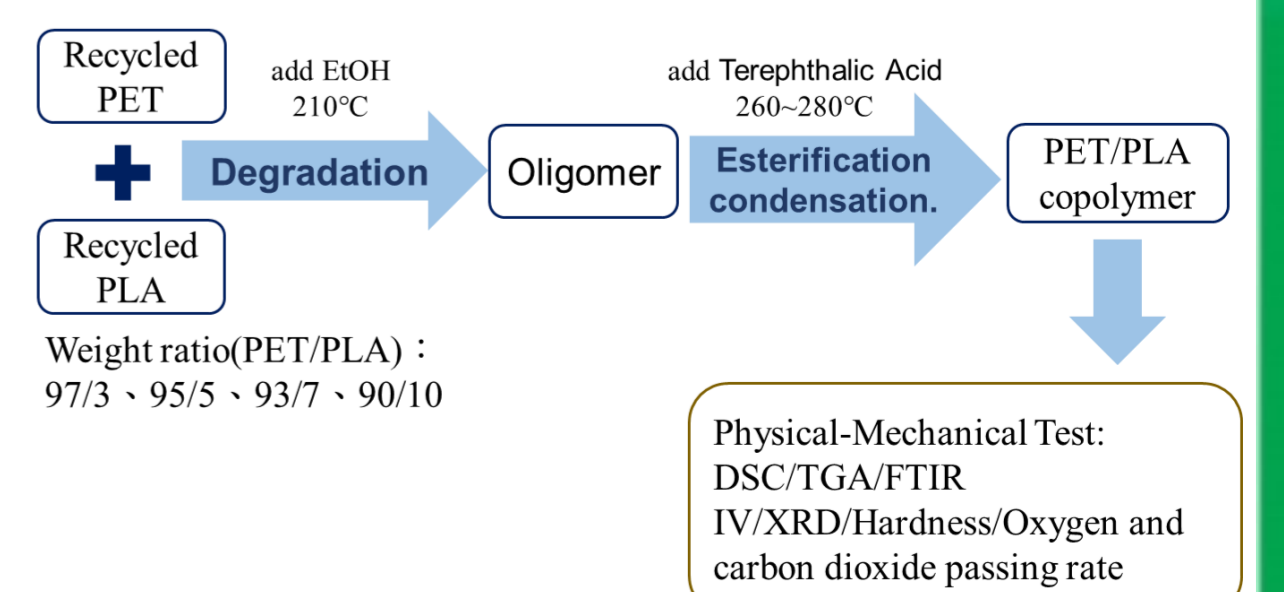 Recycled
PET
add EtOH
210℃
Degradation
Recycled
PLA
Weight ratio(PET/PLA)：
97/3、95/5、93/7、90/10
Oligomer
add Terephthalic Acid
260~280℃
Esterification
condensation.
PET/PLA
copolymer
Physical-Mechanical Test:
DSC/TGA/FTIR
IV/XRD/Hardness/Oxygen and
carbon dioxide passing rate